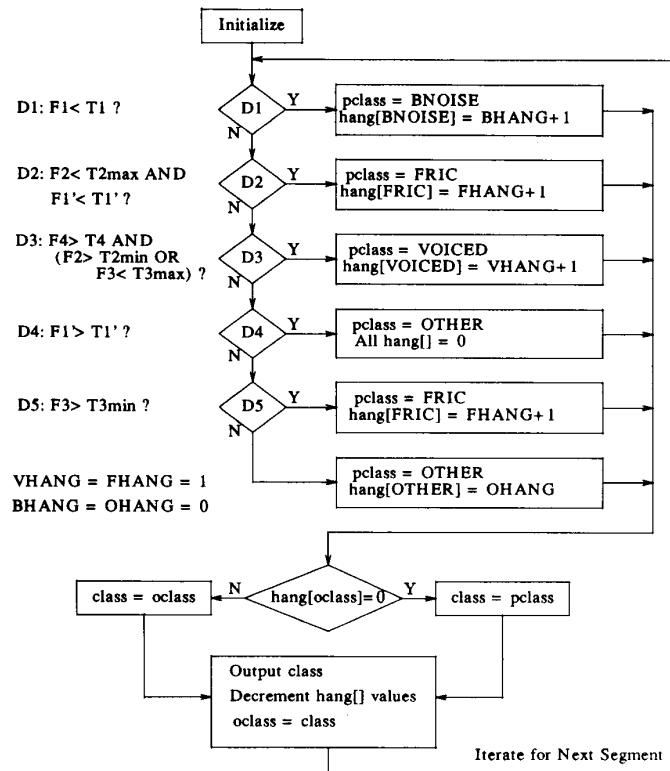 Initialize
D1: F1< T1 ?
D1
Y
N
pclass = BNOISE
hang[BNOISE] = BHANG+1
D2: F2< T2max AND
F1'< T1' ?
D2
Y
N
pclass = FRIC
hang[FRIC] = FHANG+1
D3: F4> T4 AND
(F2> T2min OR
F3< T3max) ?
D3
Y
N
pclass = VOICED
hang[VOICED] = VHANG+1
D4: F1'> T1' ?
D4
Y
N
pclass = OTHER
All hang[] = 0
D5: F3> T3min ?
D5
Y
N
pclass = FRIC
hang[FRIC] = FHANG+1
VHANG = FHANG = 1
BHANG = OHANG = 0
pclass = OTHER
hang[OTHER] = OHANG
class = oclass
N
hang[oclass]=0
Y
class = pclass
Output class
Decrement hang[] values
oclass = class
Iterate for Next Segment